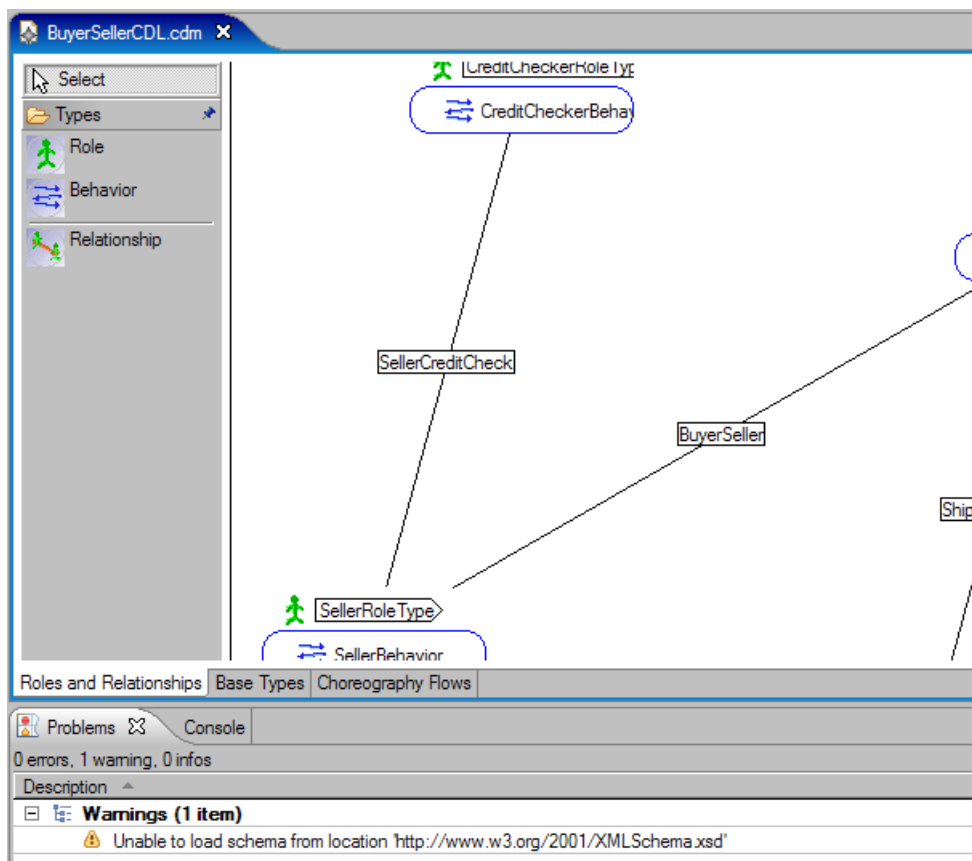 BuyerSellerCDL.cdm
Select
Types
Role
Behavior
Relationship
CreditCheckerRoleTyp
CreditCheckerBehav
SellerCreditCheck
BuyerSeller
Ship
SellerRoleType
SellerBehavior
Roles and Relationships Base Types Choreography Flows
Problems Console
0 errors, 1 warning, 0 infos
Description
Warnings (1 item)
Unable to load schema from location 'http://www.w3.org/2001/XMLSchema.xsd'